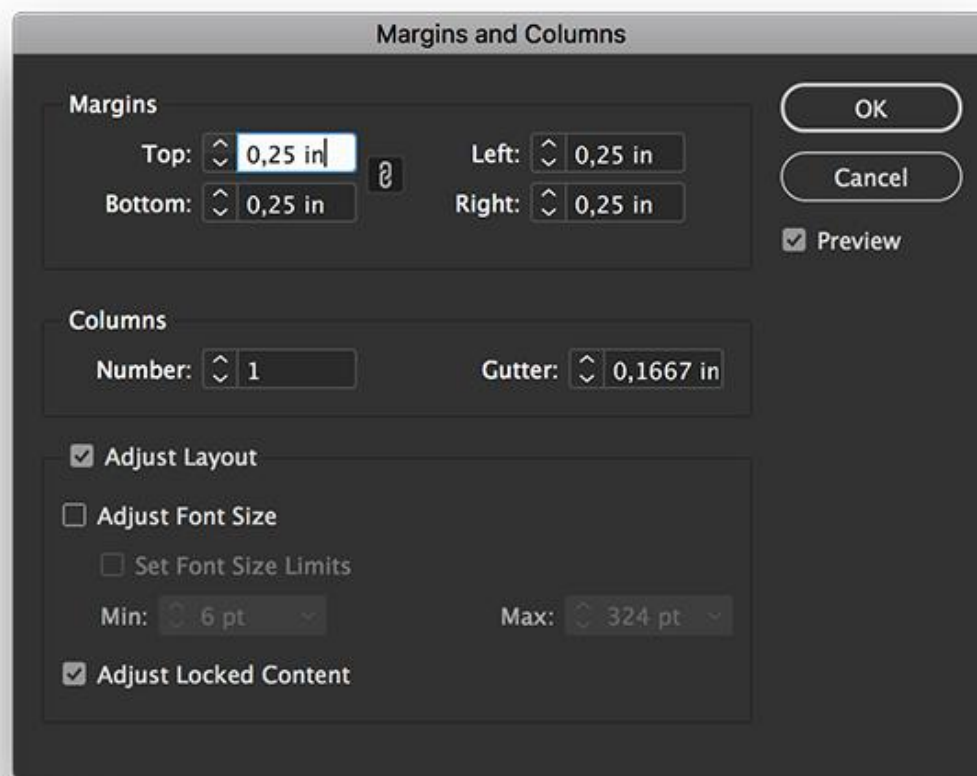 Margins and Columns
Margins
Top: 0,25 in
Left: 0,25 in
Bottom: 0,25 in
Right: 0,25 in
OK
Cancel
Preview
Columns
Number: 1
Gutter: 0,1667 in
Adjust Layout
Adjust Font Size
Set Font Size Limits
Min: 6 pt
Max: 324 pt
Adjust Locked Content